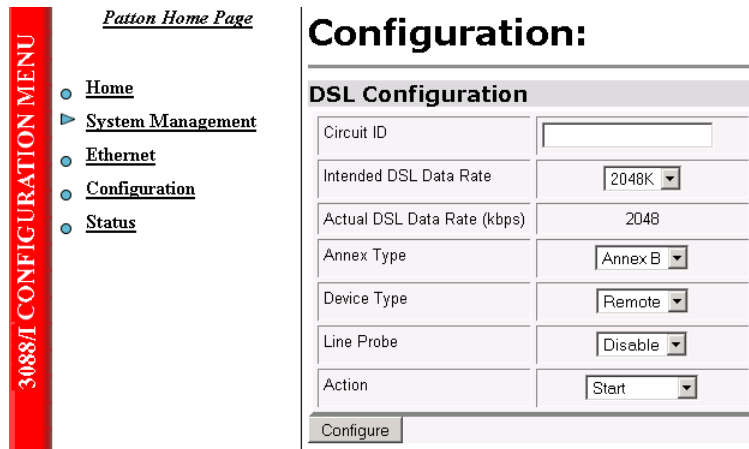 3088/I CONFIGURATION MENU
Patton Home Page
Home
System Management
Ethernet
Configuration
Status
Configuration:
DSL Configuration
Circuit ID
Intended DSL Data Rate 2048K
Actual DSL Data Rate (kbps) 2048
Annex Type Annex B
Device Type Remote
Line Probe Disable
Action Start
Configure